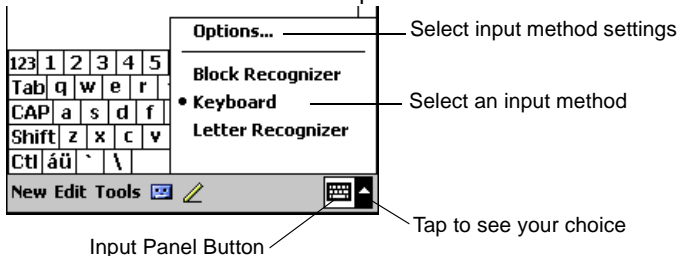 Options...
Select input method settings
123 1 2 3 4 5
Block Recognizer
Tab q w e r
Keyboard
Select an input method
CAP a s d f
Letter Recognizer
Shift z x c v
Ctl áü ` \
New Edit Tools
Tap to see your choice
Input Panel Button